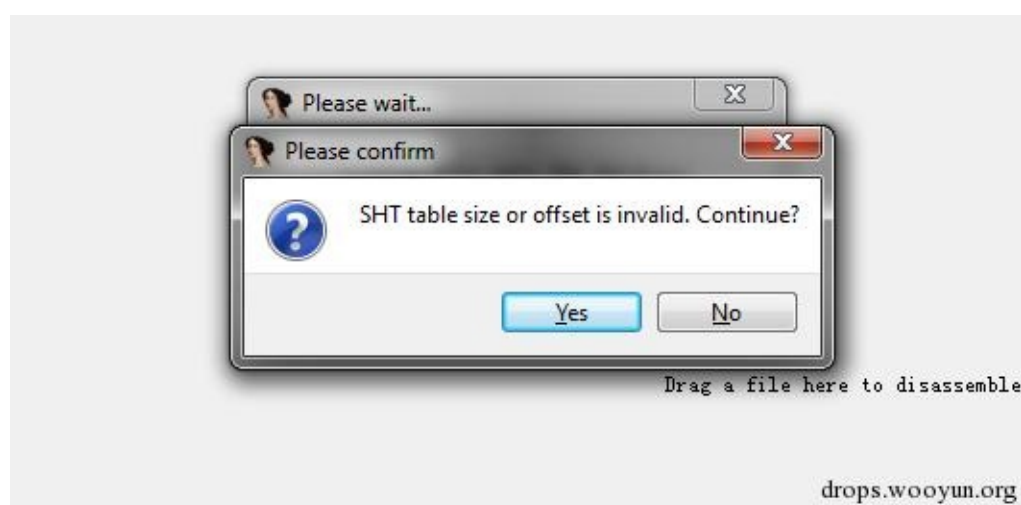 Please wait...
Please confirm
SHT table size or offset is invalid. Continue?
Yes
No
Drag a file here to disassemble
drops.wooyun.org